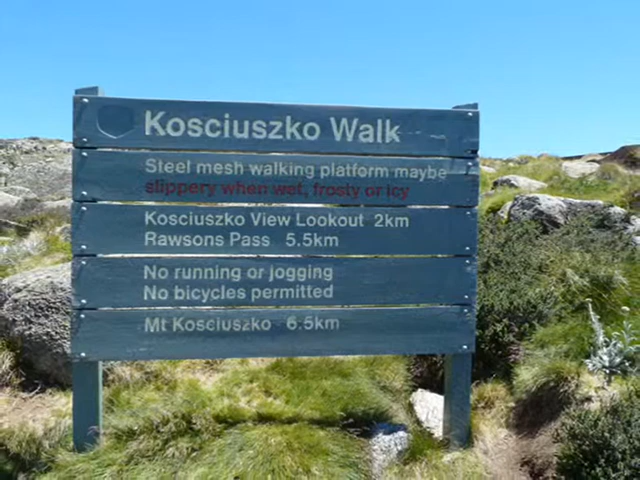 Kosciuszko Walk
Steel mesh walking platform maybe
slippery when wet, frosty or icy
Kosciuszko View Lookout 2km
Rawsons Pass 5.5km
No running or jogging
No bicycles permitted
Mt Kosciuszko 6.5km